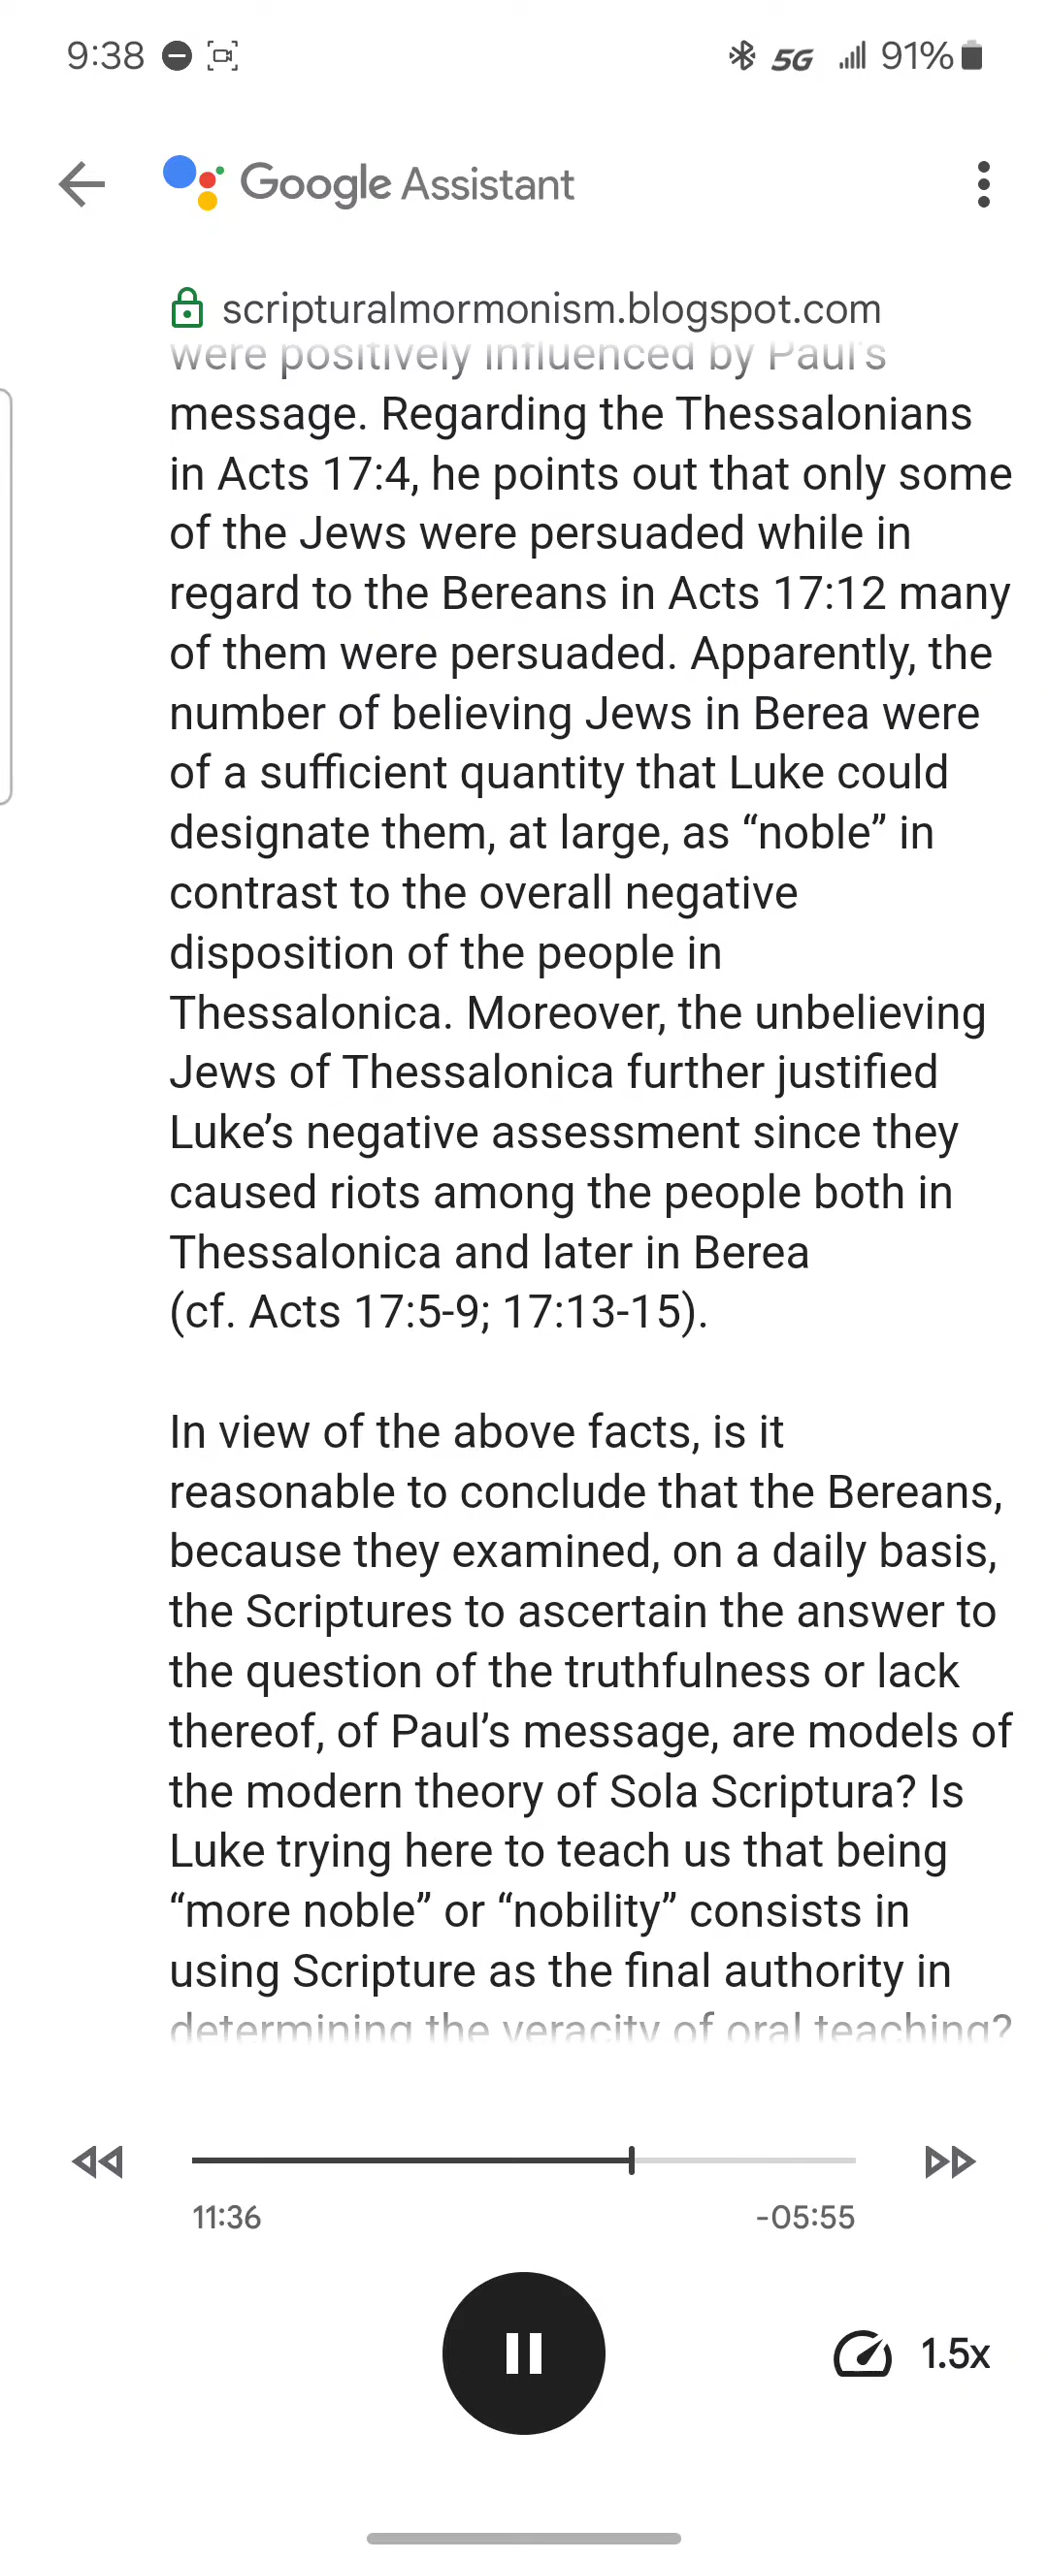 9:38
5G 91%
Google Assistant
scripturalmormonism.blogspot.com
were positively influenced by Paul's
message. Regarding the Thessalonians
in Acts 17:4, he points out that only some
of the Jews were persuaded while in
regard to the Bereans in Acts 17:12 many
of them were persuaded. Apparently, the
number of believing Jews in Berea were
of a sufficient quantity that Luke could
designate them, at large, as “noble” in
contrast to the overall negative
disposition of the people in
Thessalonica. Moreover, the unbelieving
Jews of Thessalonica further justified
Luke’s negative assessment since they
caused riots among the people both in
Thessalonica and later in Berea
(cf. Acts 17:5-9; 17:13-15).
In view of the above facts, is it
reasonable to conclude that the Bereans,
because they examined, on a daily basis,
the Scriptures to ascertain the answer to
the question of the truthfulness or lack
thereof, of Paul’s message, are models of
the modern theory of Sola Scriptura? Is
Luke trying here to teach us that being
“more noble” or “nobility” consists in
using Scripture as the final authority in
determining the veracity of oral teaching?
11:36
-05:55
1.5x